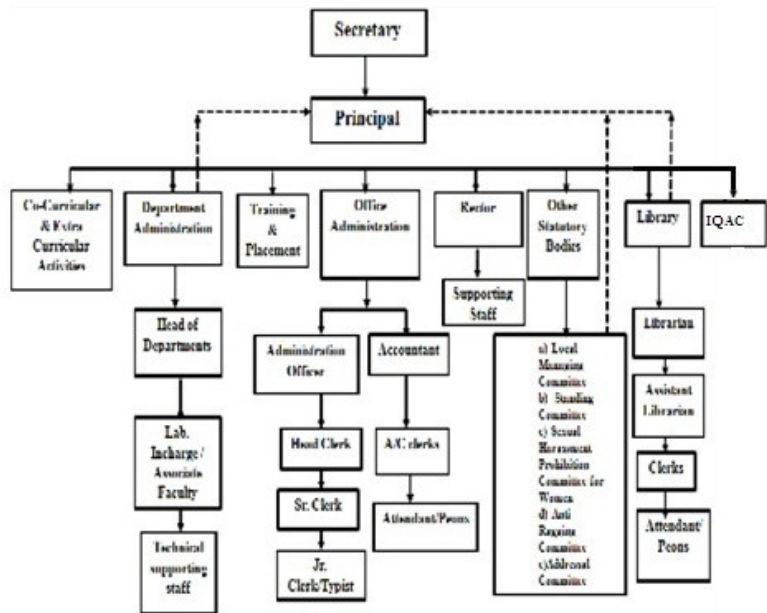 Secretary
Principal
Co-Curricular
& Extra
Curricular
Activities
Department
Administration
Training
&
Placement
Office
Administration
Rector
Other
Statutory
Bodies
Library
IQAC
Head of
Departments
Lab.
Incharge /
Associate
Faculty
Technical
supporting
staff
Administration
Officer
Head Clerk
Sr. Clerk
Jr.
Clerk/Typist
Accountant
A/C clerks
Attendant/Peons
Supporting
Staff
a) Local
Managing
Committee
b) Standing
Committee
c) Sexual
Harassment
Prohibition
Committee for
Women
d) Anti
Ragging
Committee
Committee
Librarian
Assistant
Librarian
Clerks
Attendant/
Peons